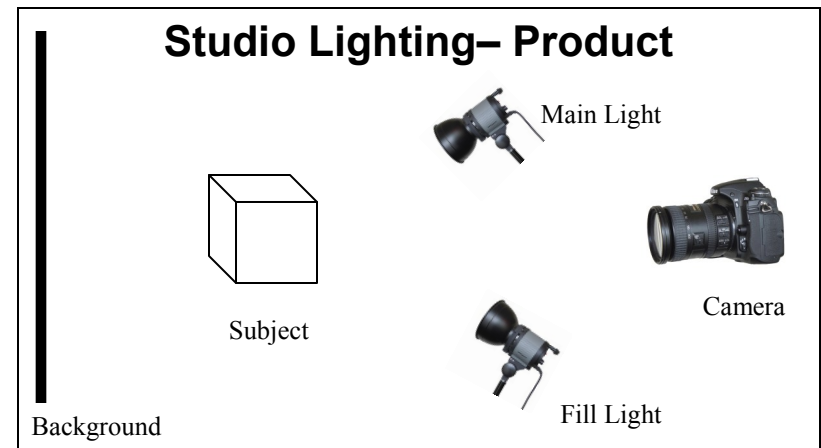 Studio Lighting– Product
Main Light
Camera
Subject
Fill Light
Background